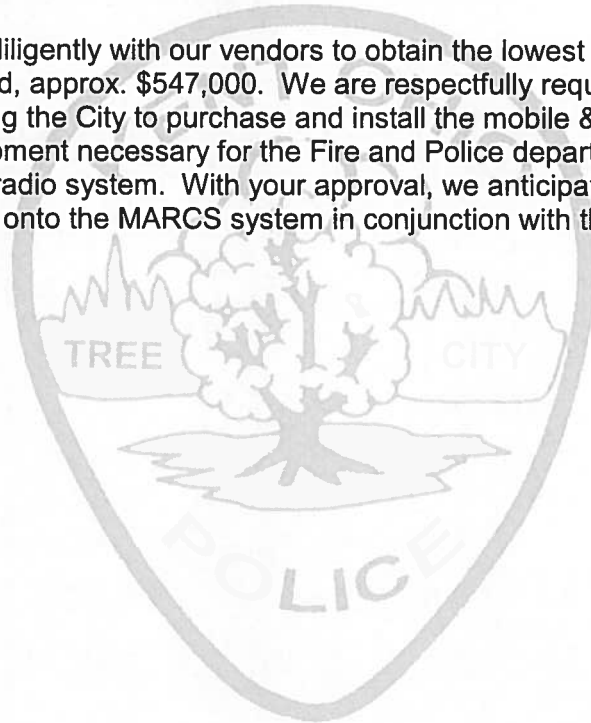 diligently with our vendors to obtain the lowest
d, approx. $547,000. We are respectfully requ
g the City to purchase and install the mobile &
pment necessary for the Fire and Police depar
radio system. With your approval, we anticipat
onto the MARCS system in conjunction with th
TREE CITY
POLICE